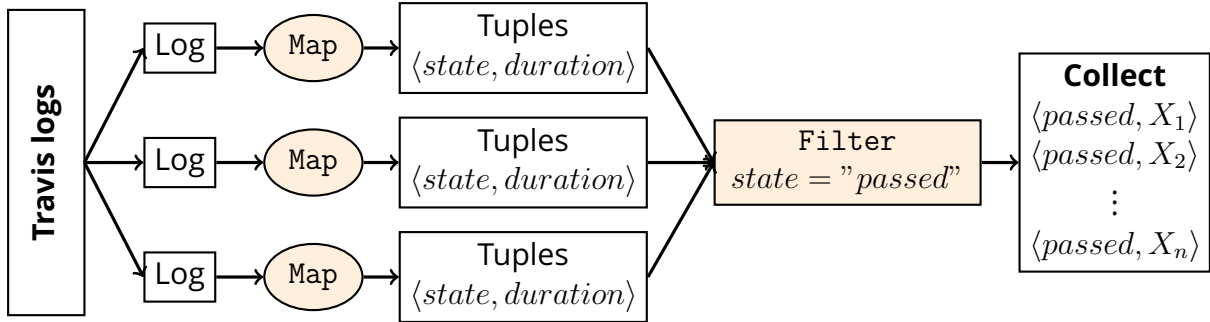 Travis logs
Log
Map
Tuples
⟨state, duration⟩
Log
Map
Tuples
⟨state, duration⟩
Log
Map
Tuples
⟨state, duration⟩
Filter
state = ”passed”
Collect
⟨passed, X₁⟩
⟨passed, X₂⟩
⋮
⟨passed, Xₙ⟩